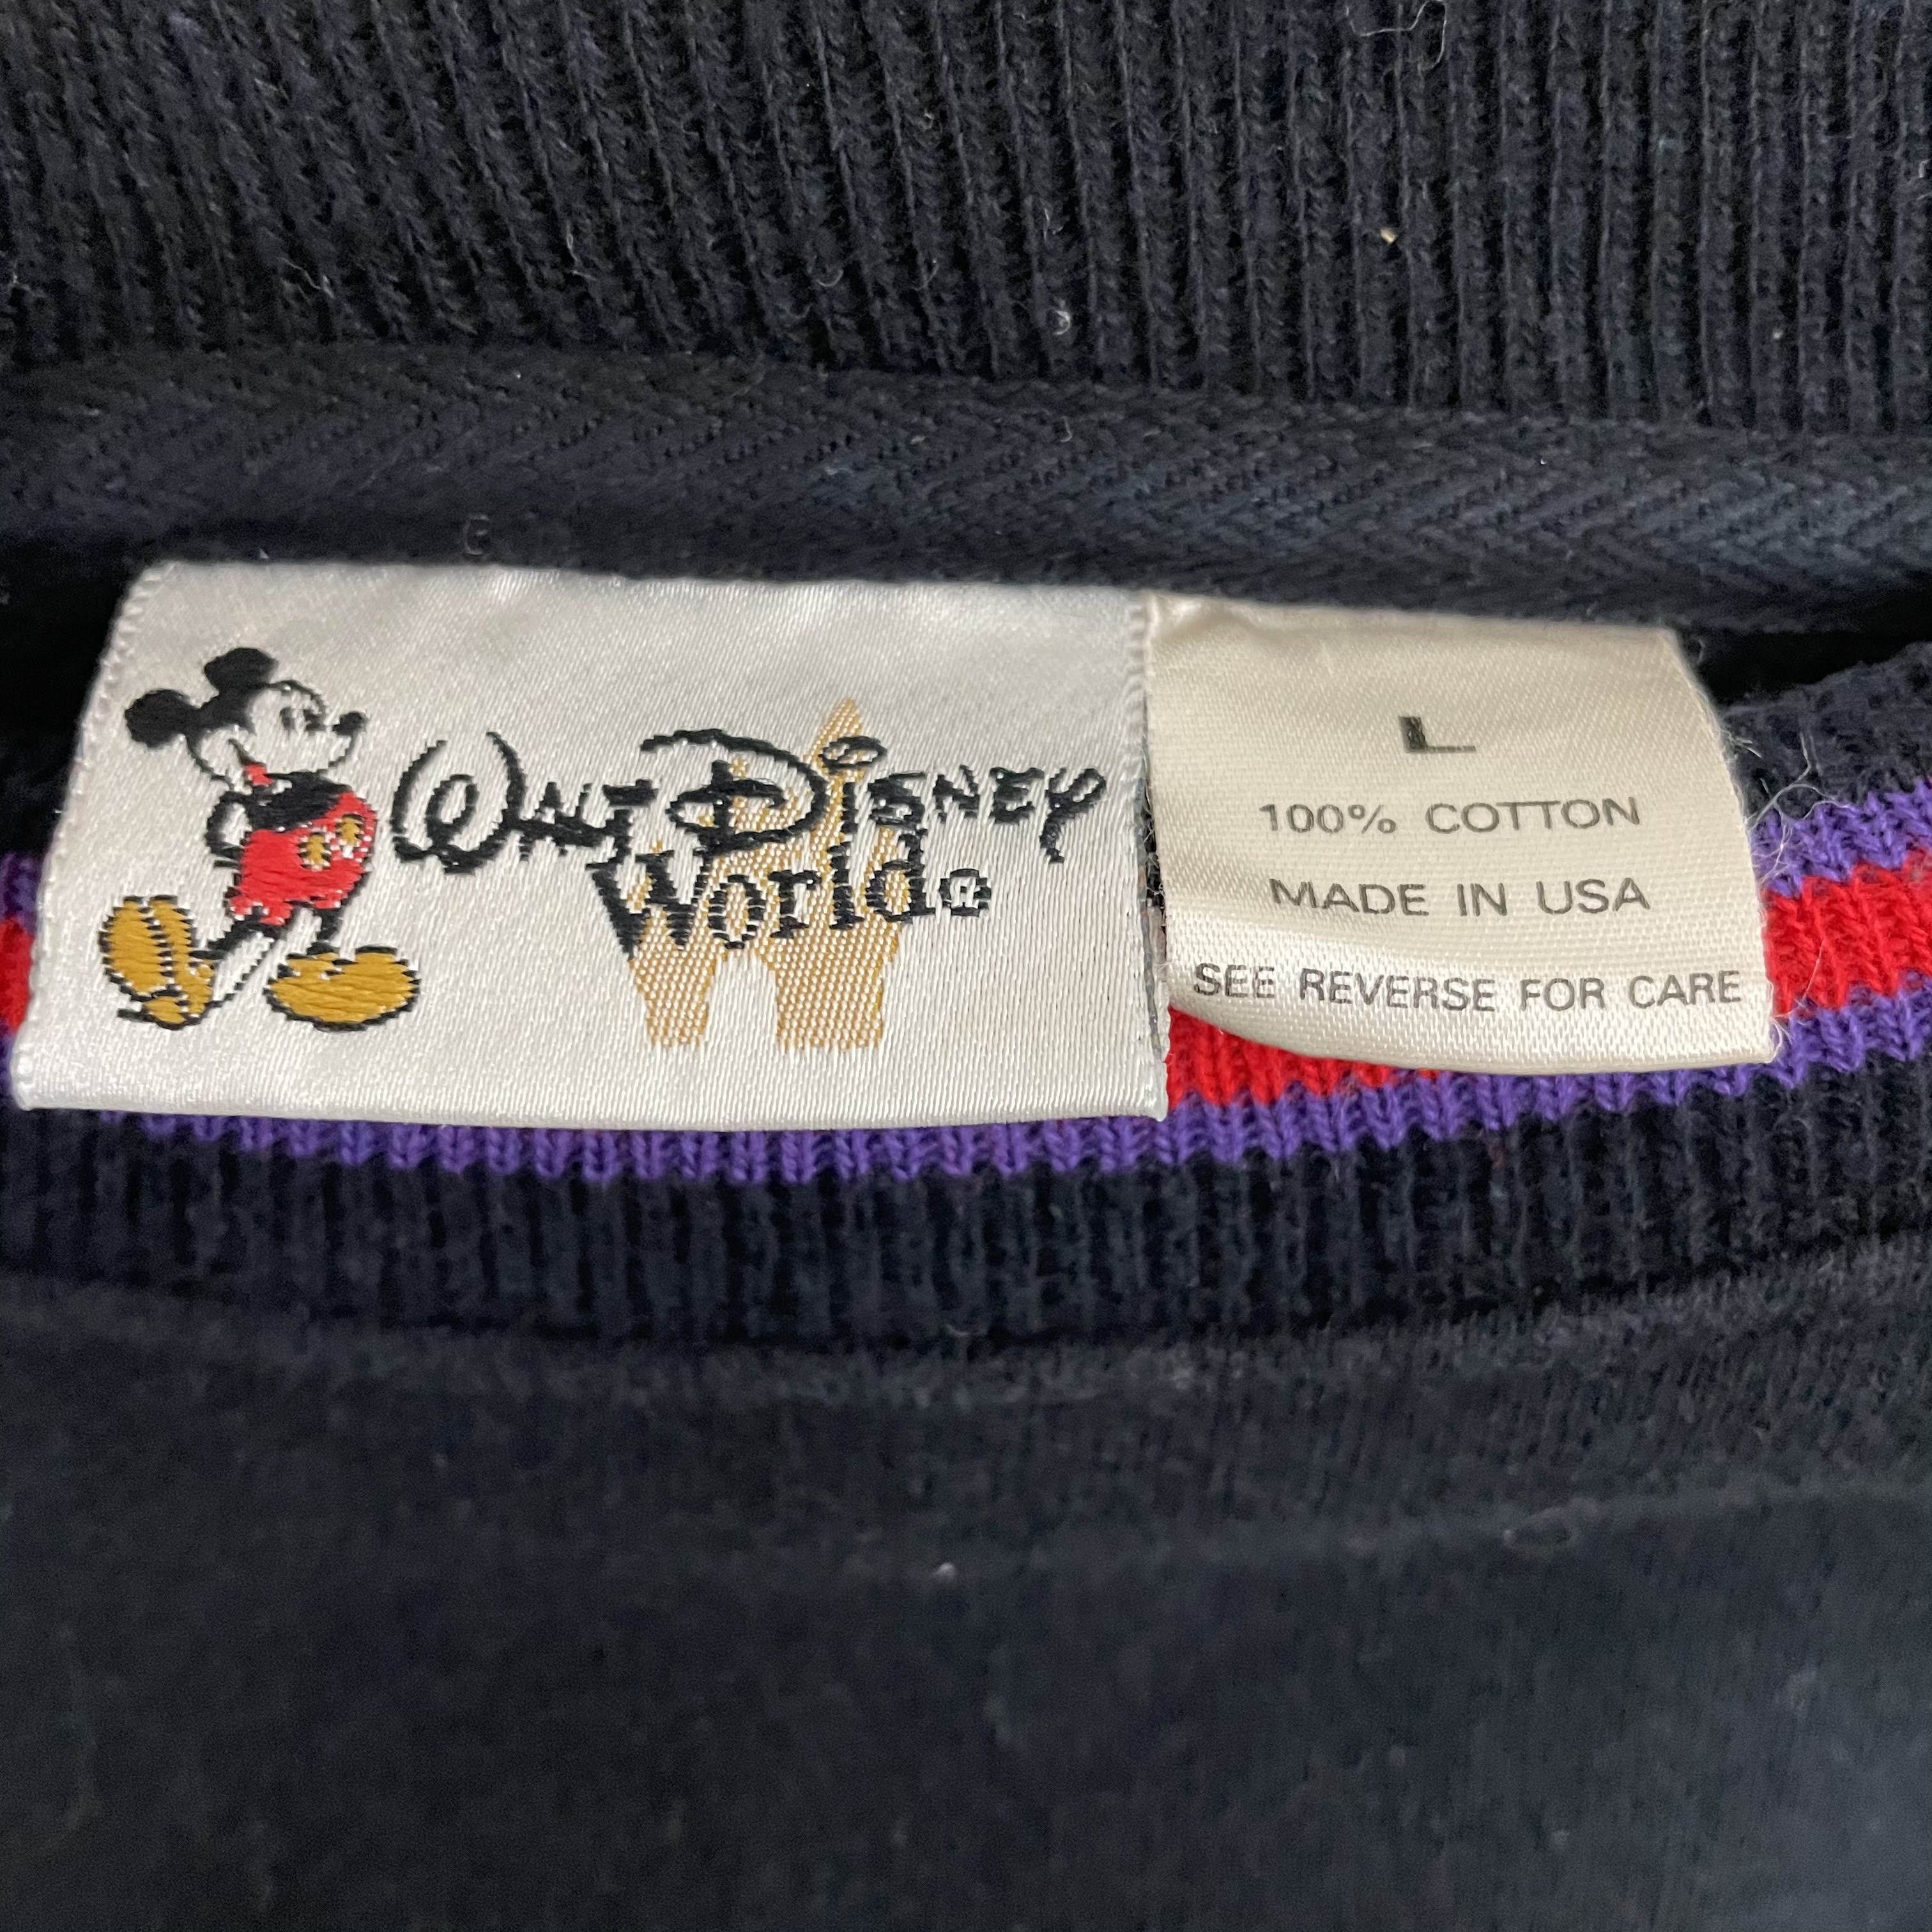 Walt Disney
World®
L
100% COTTON
MADE IN USA
SEE REVERSE FOR CARE